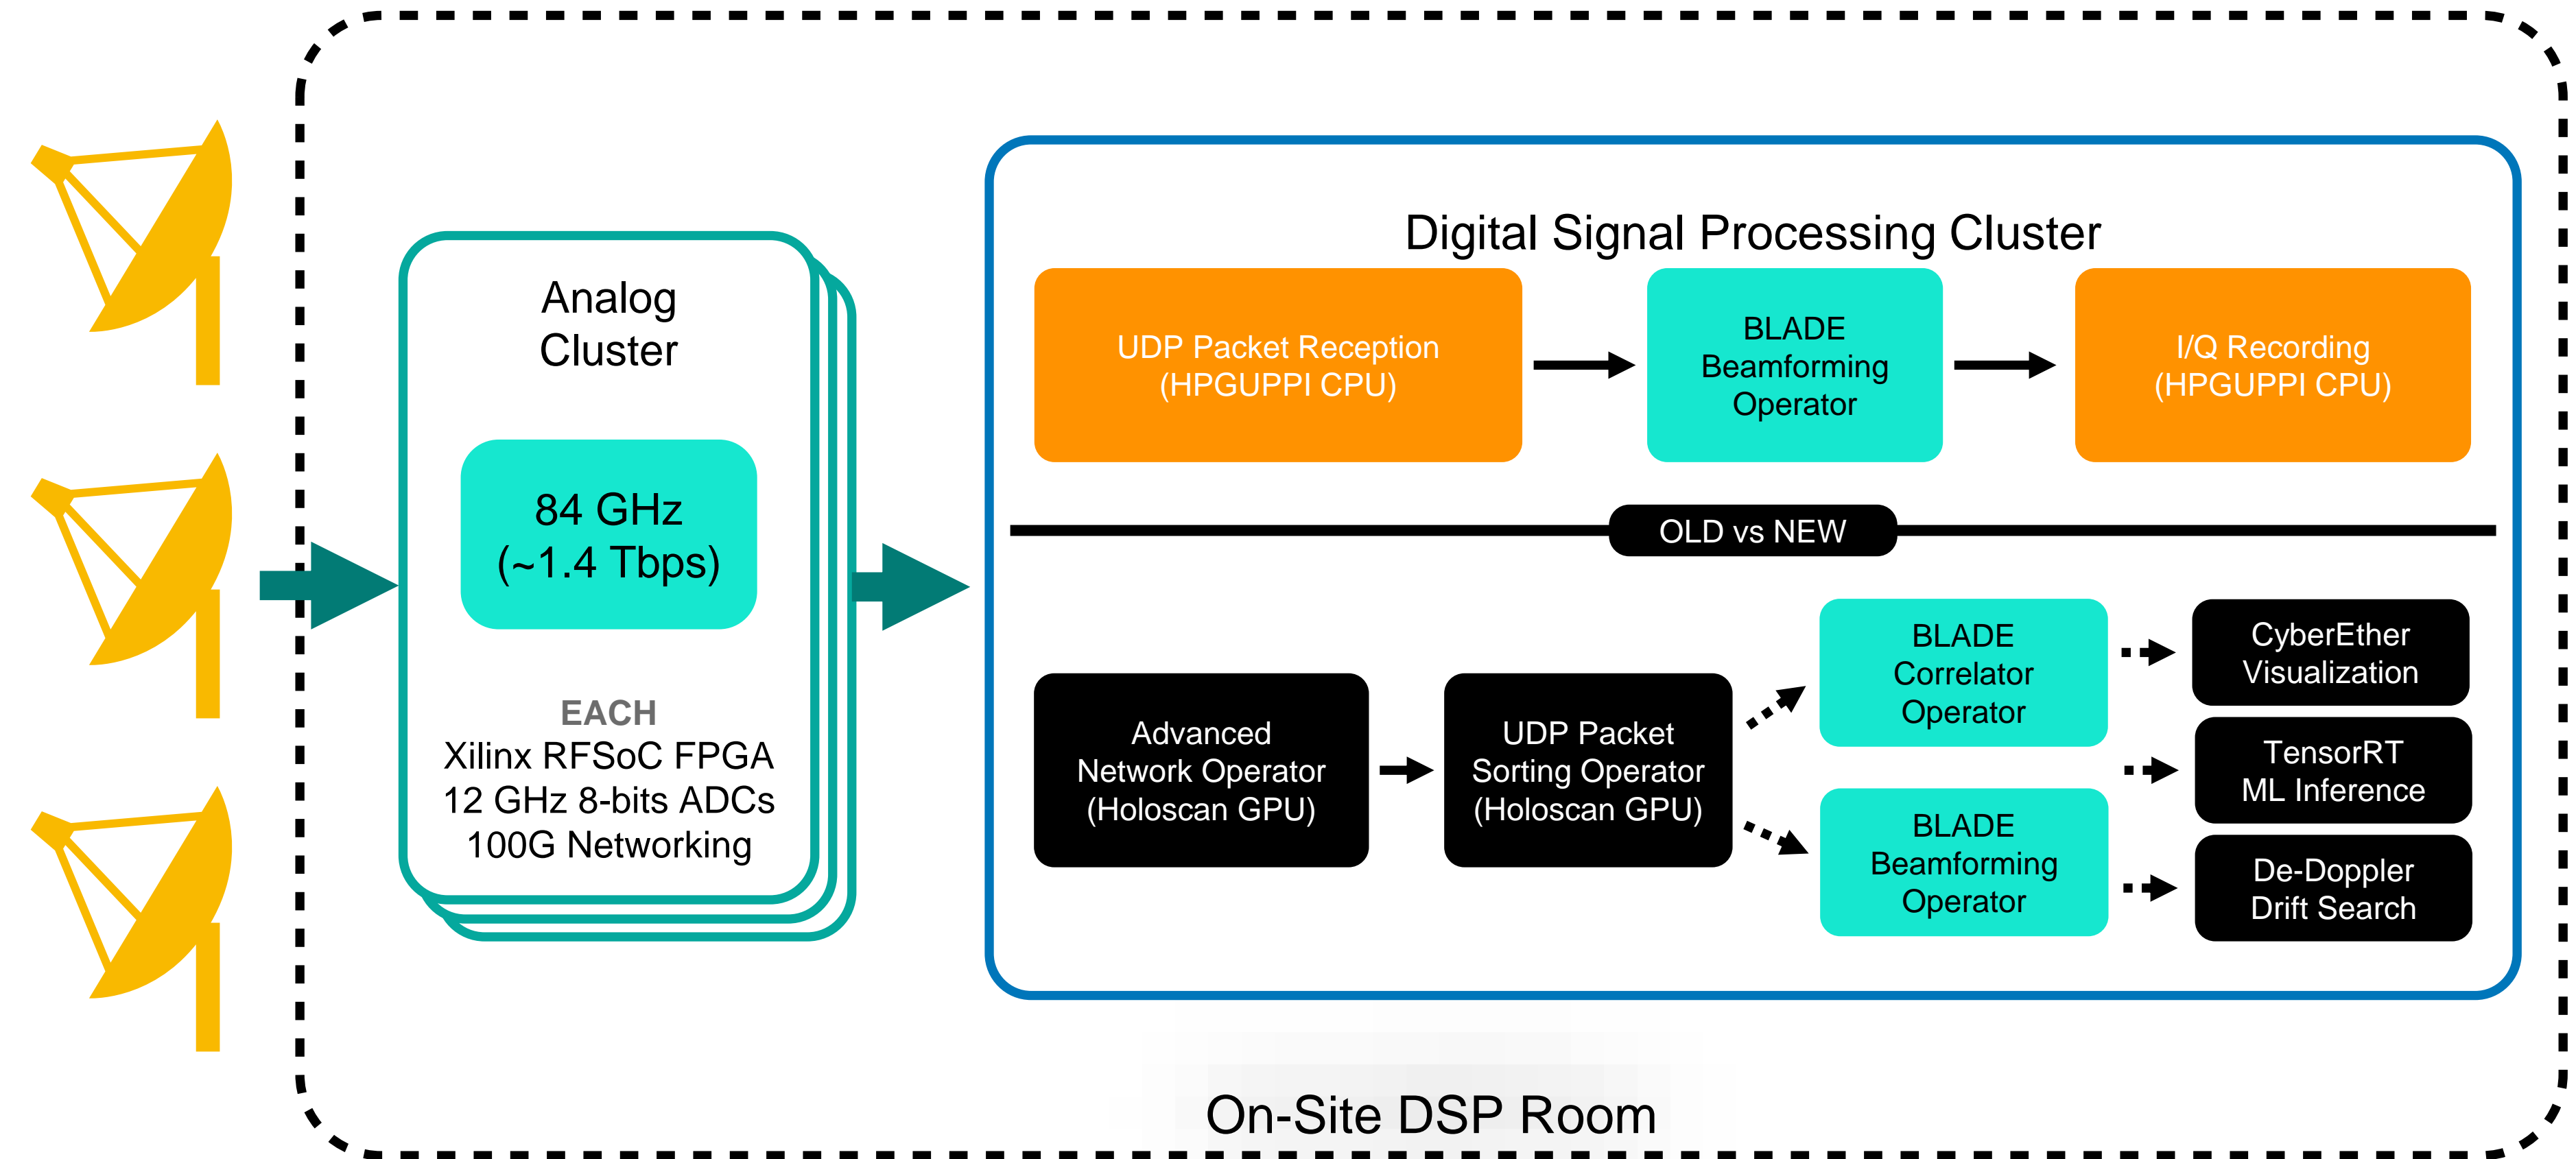 Analog
Cluster
84 GHz
(~1.4 Tbps)
EACH
Xilinx RFSoC FPGA
12 GHz 8-bits ADCs
100G Networking
Digital Signal Processing Cluster
UDP Packet Reception
(HPGUPPI CPU)
BLADE
Beamforming
Operator
I/Q Recording
(HPGUPPI CPU)
OLD vs NEW
Advanced
Network Operator
(Holoscan GPU)
UDP Packet
Sorting Operator
(Holoscan GPU)
BLADE
Correlator
Operator
BLADE
Beamforming
Operator
CyberEther
Visualization
TensorRT
ML Inference
De-Doppler
Drift Search
On-Site DSP Room